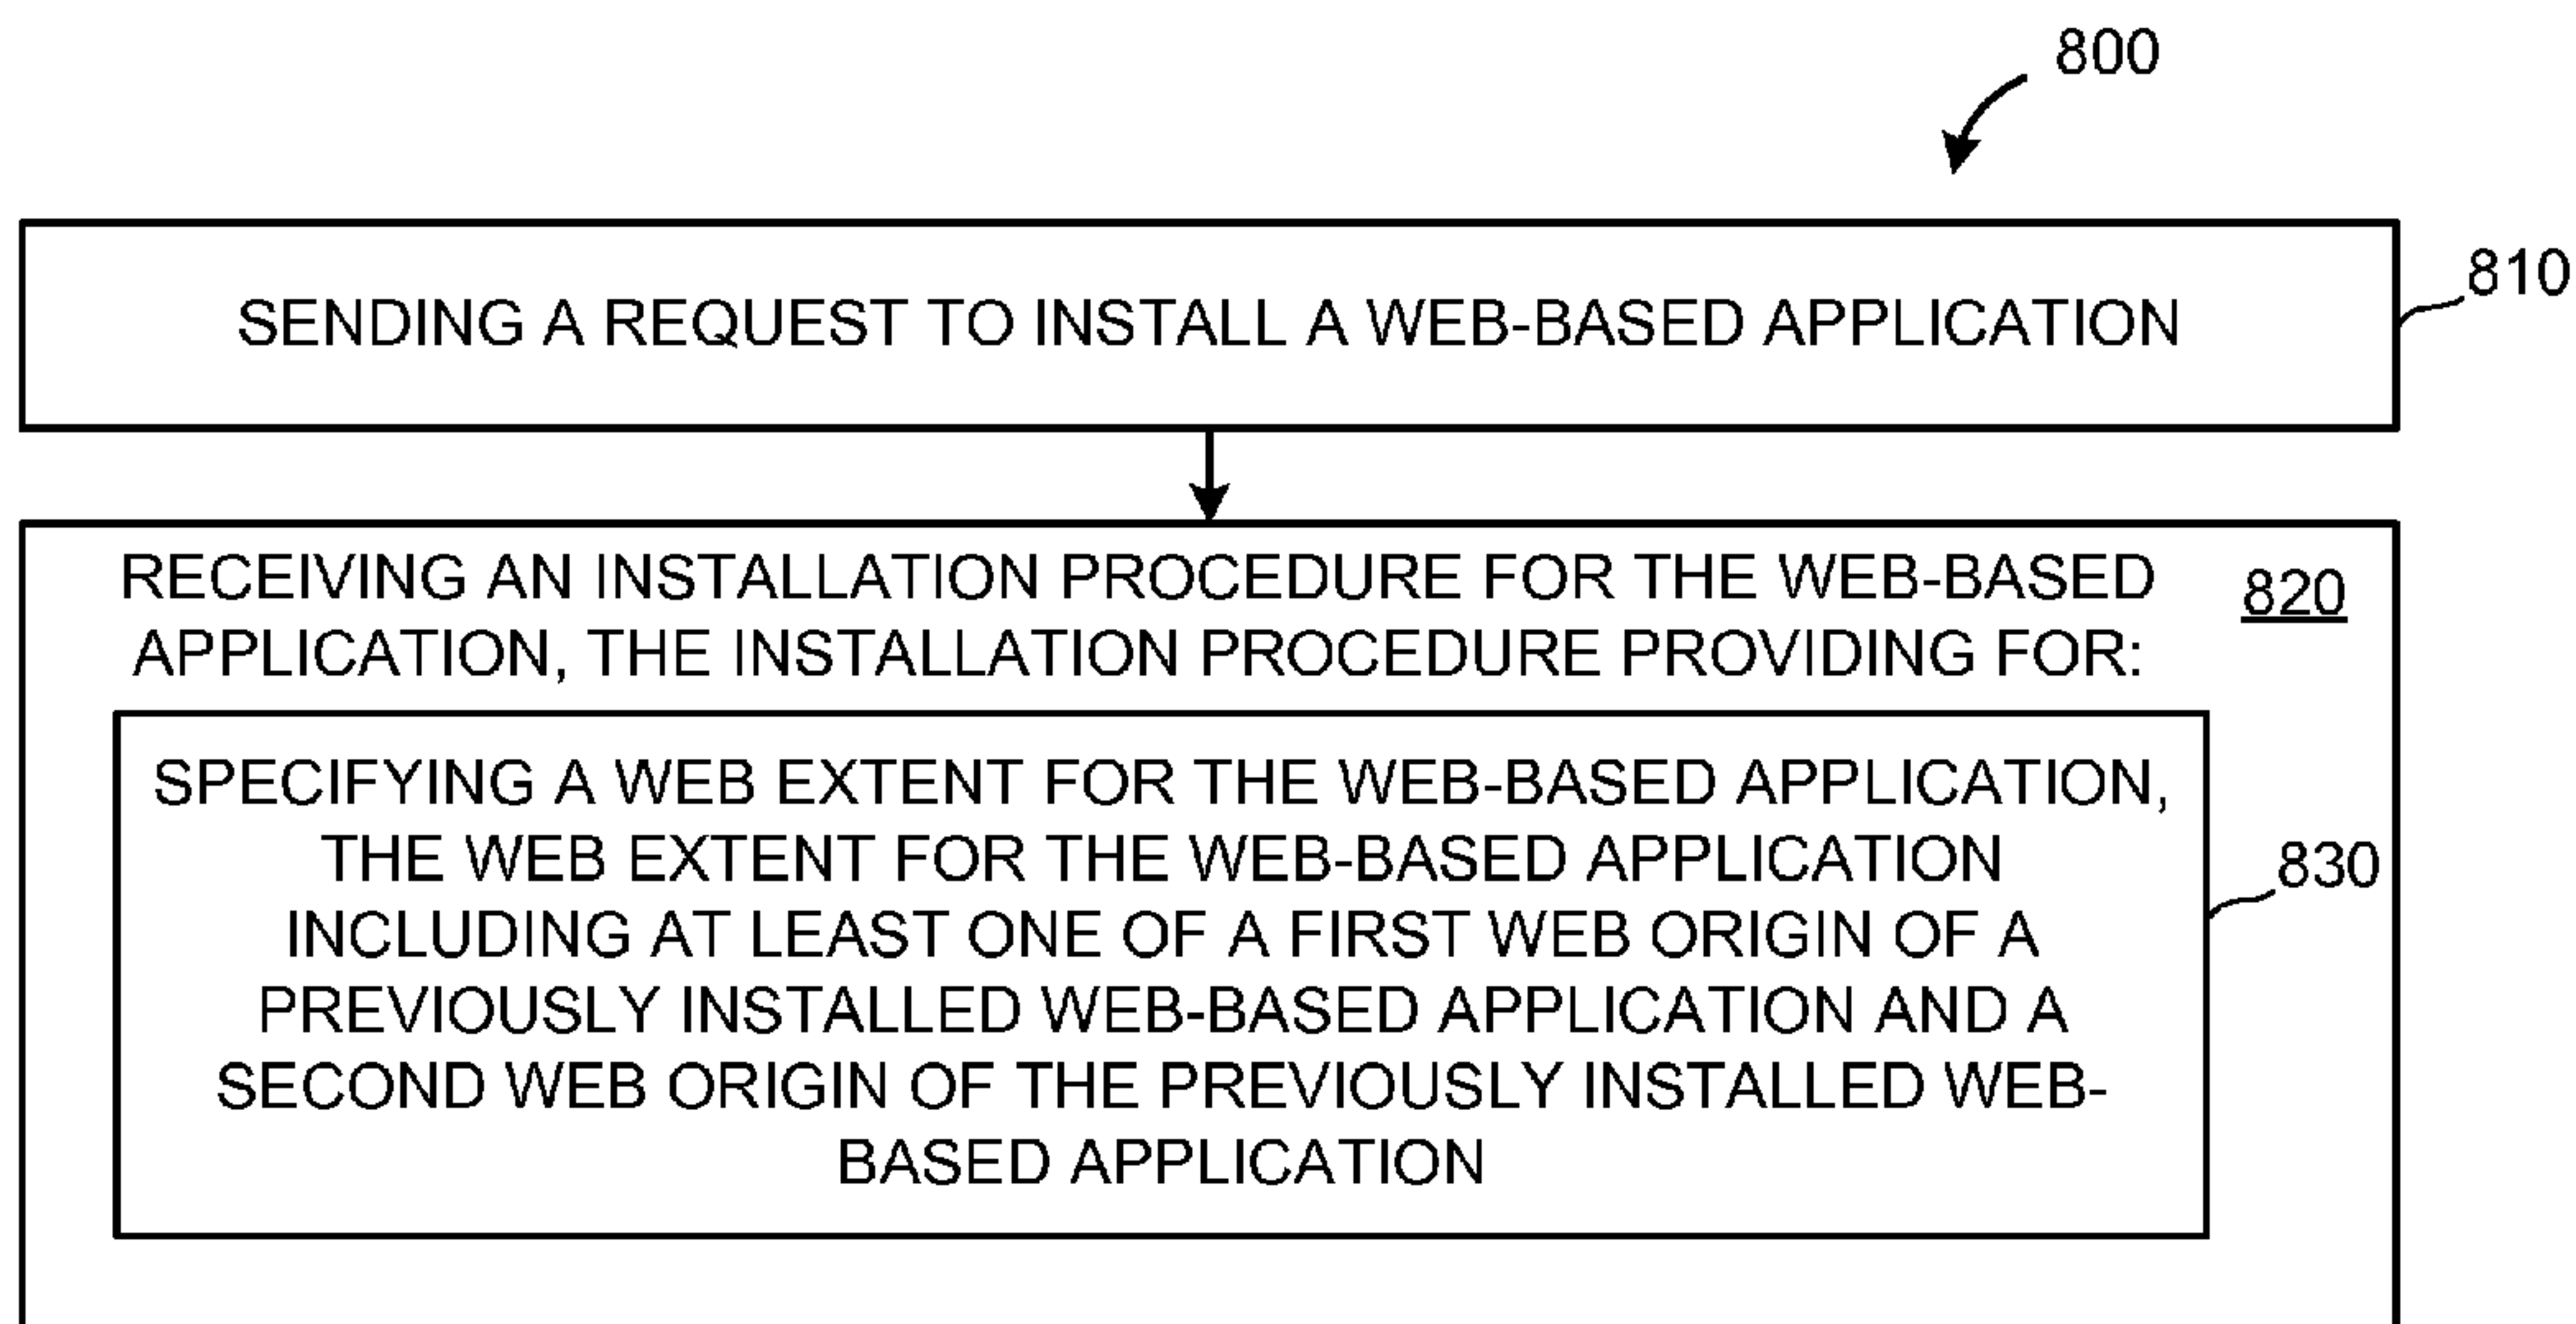 800
SENDING A REQUEST TO INSTALL A WEB-BASED APPLICATION
810
RECEIVING AN INSTALLATION PROCEDURE FOR THE WEB-BASED
APPLICATION, THE INSTALLATION PROCEDURE PROVIDING FOR:
820
SPECIFYING A WEB EXTENT FOR THE WEB-BASED APPLICATION,
THE WEB EXTENT FOR THE WEB-BASED APPLICATION
INCLUDING AT LEAST ONE OF A FIRST WEB ORIGIN OF A
PREVIOUSLY INSTALLED WEB-BASED APPLICATION AND A
SECOND WEB ORIGIN OF THE PREVIOUSLY INSTALLED WEB-
BASED APPLICATION
830